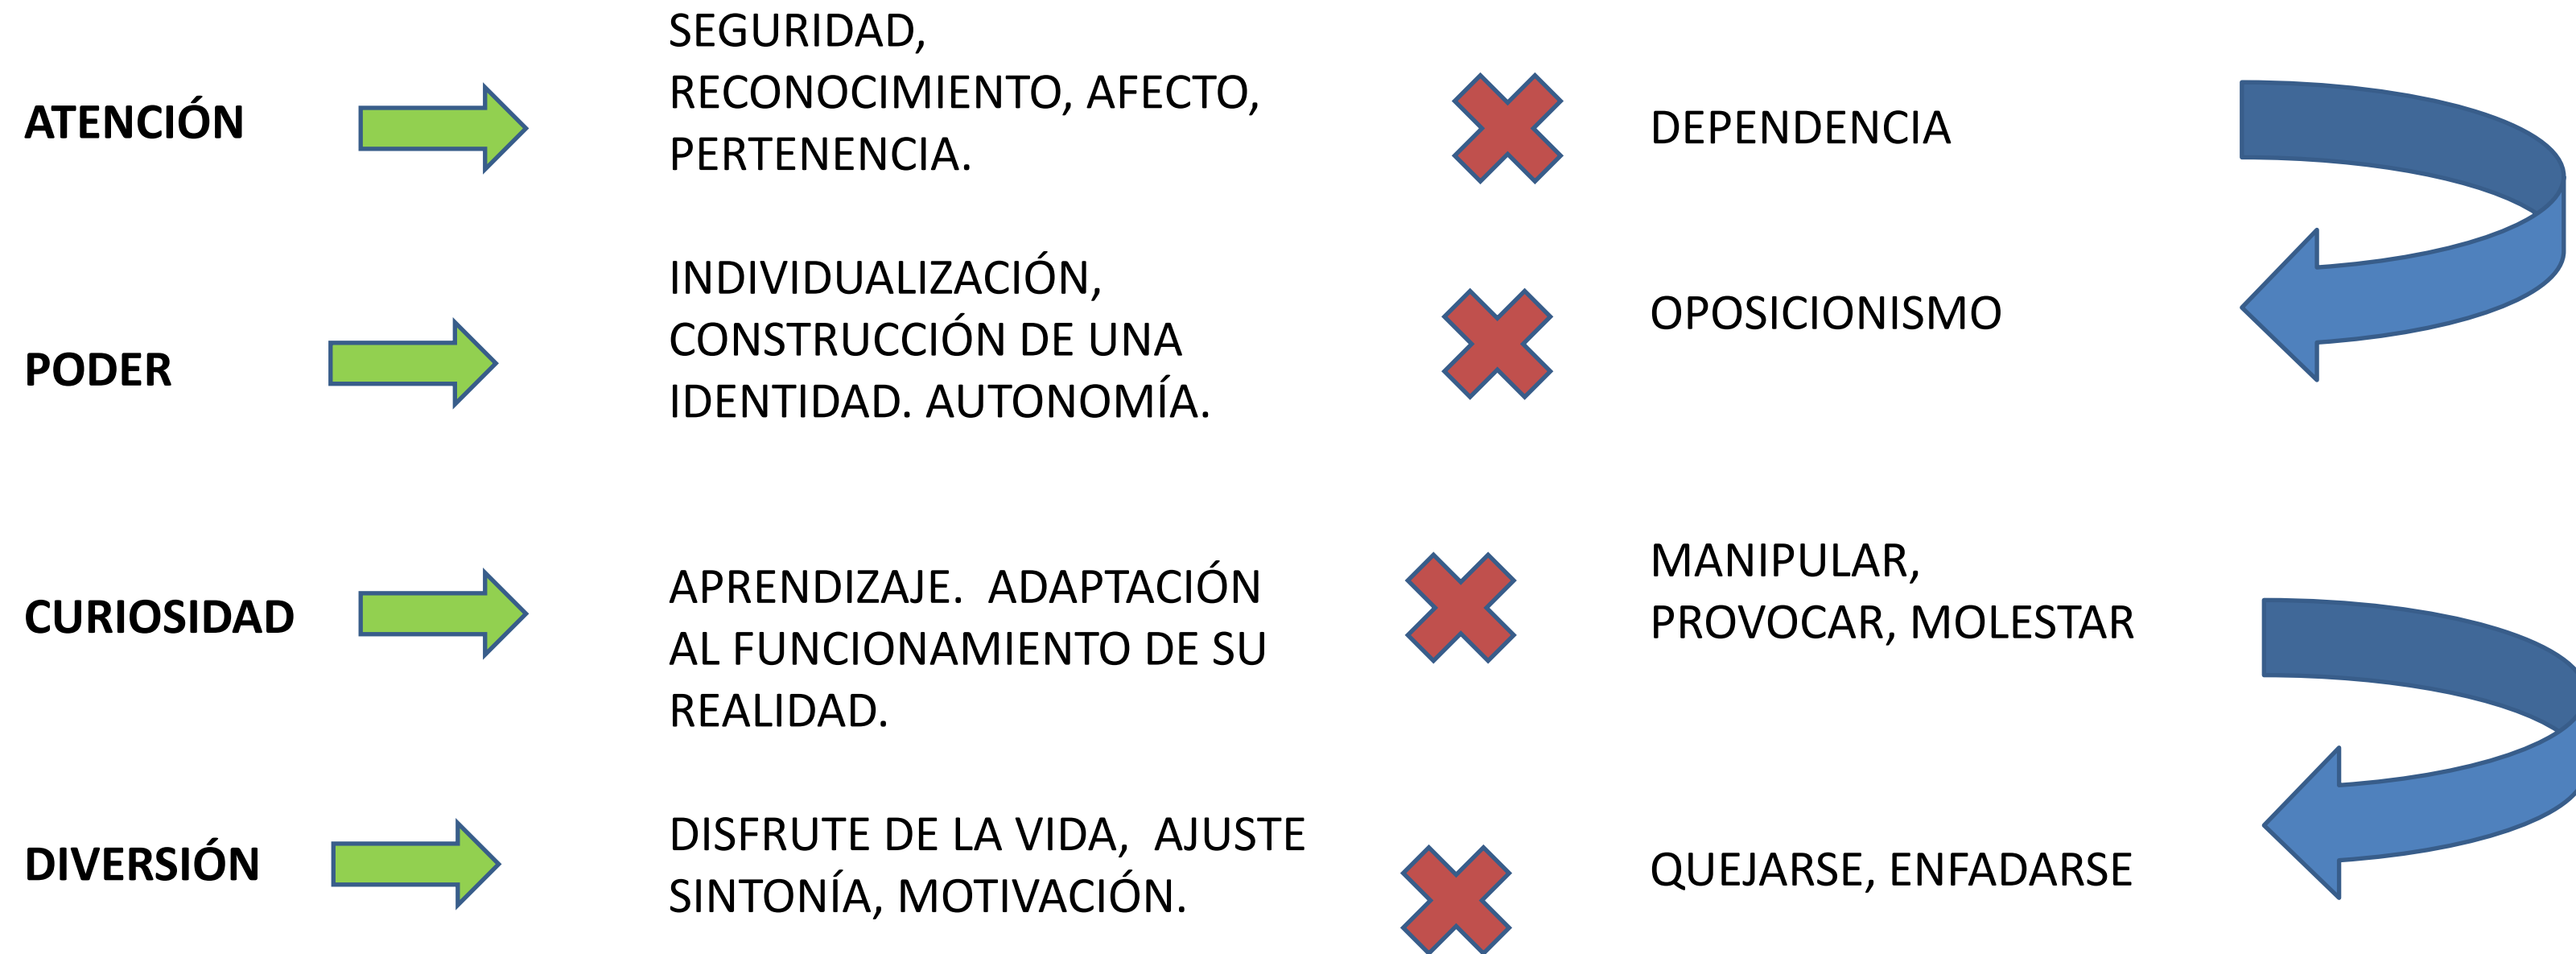 ATENCIÓN
SEGURIDAD,
RECONOCIMIENTO, AFECTO,
PERTENENCIA.
DEPENDENCIA
PODER
INDIVIDUALIZACIÓN,
CONSTRUCCIÓN DE UNA
IDENTIDAD. AUTONOMÍA.
OPOSICIONISMO
CURIOSIDAD
APRENDIZAJE.  ADAPTACIÓN
AL FUNCIONAMIENTO DE SU
REALIDAD.
MANIPULAR,
PROVOCAR, MOLESTAR
DIVERSIÓN
DISFRUTE DE LA VIDA,  AJUSTE
SINTONÍA, MOTIVACIÓN.
QUEJARSE, ENFADARSE